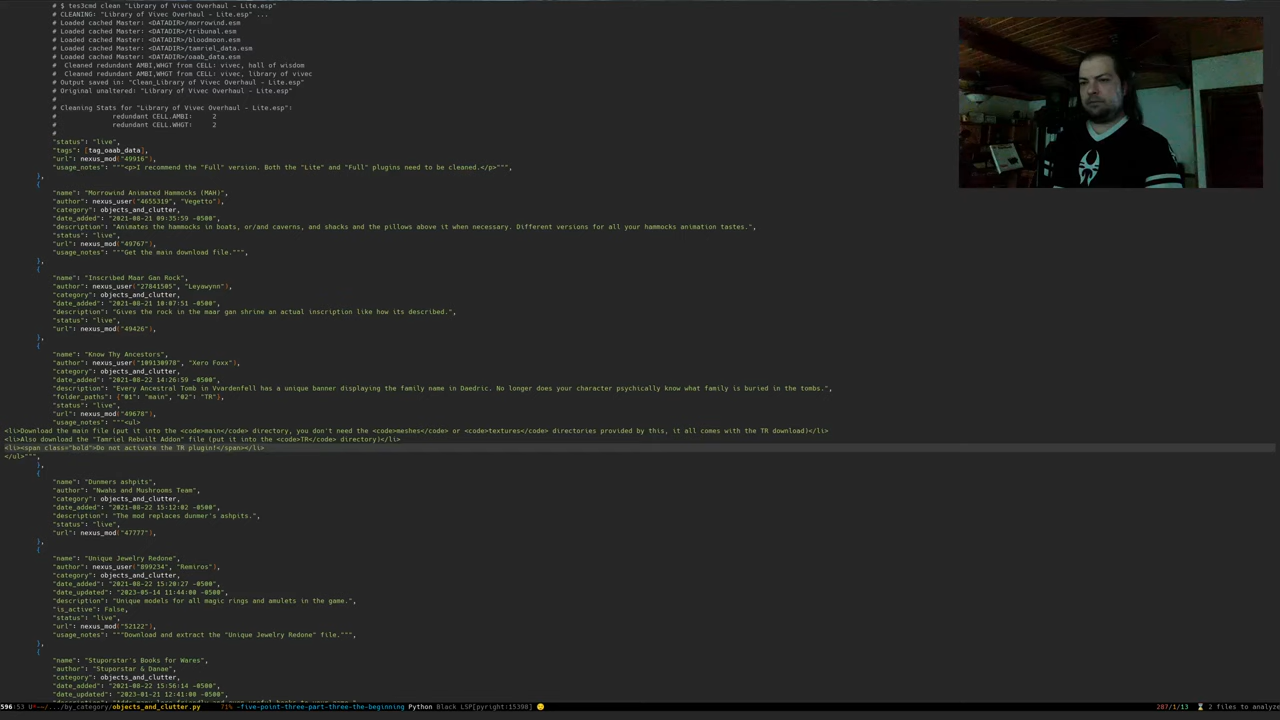 # $ tes3cmd clean "Library of Vivec Overhaul - Lite.esp"
# CLEANING: "Library of Vivec Overhaul - Lite.esp" ...
# Loaded cached Master: <DATADIR>/morrowind.esm
# Loaded cached Master: <DATADIR>/tribunal.esm
# Loaded cached Master: <DATADIR>/bloodmoon.esm
# Loaded cached Master: <DATADIR>/tamriel_data.esm
# Loaded cached Master: <DATADIR>/oaab_data.esm
#  Cleaned redundant AMBI,WHGT from CELL: vivec, hall of wisdom
#  Cleaned redundant AMBI,WHGT from CELL: vivec, library of vivec
# Output saved in: "Clean_Library of Vivec Overhaul - Lite.esp"
# Original unaltered: "Library of Vivec Overhaul - Lite.esp"
#
# Cleaning Stats for "Library of Vivec Overhaul - Lite.esp":
#       redundant CELL.AMBI:     2
#       redundant CELL.WHGT:     2
#
"status": "live",
"tags": [tag_oaab_data],
"url": nexus_mod("49916"),
"usage_notes": """<p>I recommend the "Full" version. Both the "Lite" and "Full" plugins need to be cleaned.</p>""",
},
{
"name": "Morrowind Animated Hammocks (MAH)",
"author": nexus_user("4655319", "Vegetto"),
"category": objects_and_clutter,
"date_added": "2021-08-21 09:35:59 -0500",
"description": "Animates the hammocks in boats, or/and caverns, and shacks and the pillows above it when necessary. Different versions for all your hammocks animation tastes.",
"status": "live",
"url": nexus_mod("49767"),
"usage_notes": """Get the main download file.""",
},
{
"name": "Inscribed Maar Gan Rock",
"author": nexus_user("27841505", "Leyawynn"),
"category": objects_and_clutter,
"date_added": "2021-08-21 10:07:51 -0500",
"description": "Gives the rock in the maar gan shrine an actual inscription like how its described.",
"status": "live",
"url": nexus_mod("49426"),
},
{
"name": "Know Thy Ancestors",
"author": nexus_user("109130978", "Xero Foxx"),
"category": objects_and_clutter,
"date_added": "2021-08-22 14:26:59 -0500",
"description": "Every Ancestral Tomb in Vvardenfell has a unique banner displaying the family name in Daedric. No longer does your character psychically know what family is buried in the tombs.",
"folder_paths": {"01": "main", "02": "TR"},
"status": "live",
"url": nexus_mod("49678"),
"usage_notes": """<ul>
<li>Download the main file (put it into the <code>main</code> directory, you don't need the <code>meshes</code> or <code>textures</code> directories provided by this, it all comes with the TR download)</li>
<li>Also download the "Tamriel Rebuilt Addon" file (put it into the <code>TR</code> directory)</li>
<li><span class="bold">Do not activate the TR plugin!</span></li>
</ul>""",
},
{
"name": "Dunmers ashpits",
"author": "Nwahs and Mushrooms Team",
"category": objects_and_clutter,
"date_added": "2021-08-22 15:12:02 -0500",
"description": "The mod replaces dunmer's ashpits.",
"status": "live",
"url": nexus_mod("47777"),
},
{
"name": "Unique Jewelry Redone",
"author": nexus_user("899234", "Remiros"),
"category": objects_and_clutter,
"date_added": "2021-08-22 15:20:27 -0500",
"date_updated": "2023-05-14 11:44:00 -0500",
"description": "Unique models for all magic rings and amulets in the game.",
"is_active": False,
"status": "live",
"url": nexus_mod("52122"),
"usage_notes": """Download and extract the "Unique Jewelry Redone" file.""",
},
{
"name": "Stuporstar's Books for Wares",
"author": "Stuporstar & Danae",
"category": objects_and_clutter,
"date_added": "2021-08-22 15:56:14 -0500",
"date_updated": "2023-01-21 12:41:00 -0500",
596:53 U=--/.../by_category/objects_and_clutter.py 71% -five-point-three-part-three-the-beginning Python Black LSP[pyright:15398] 287/1/13 2 files to analyze